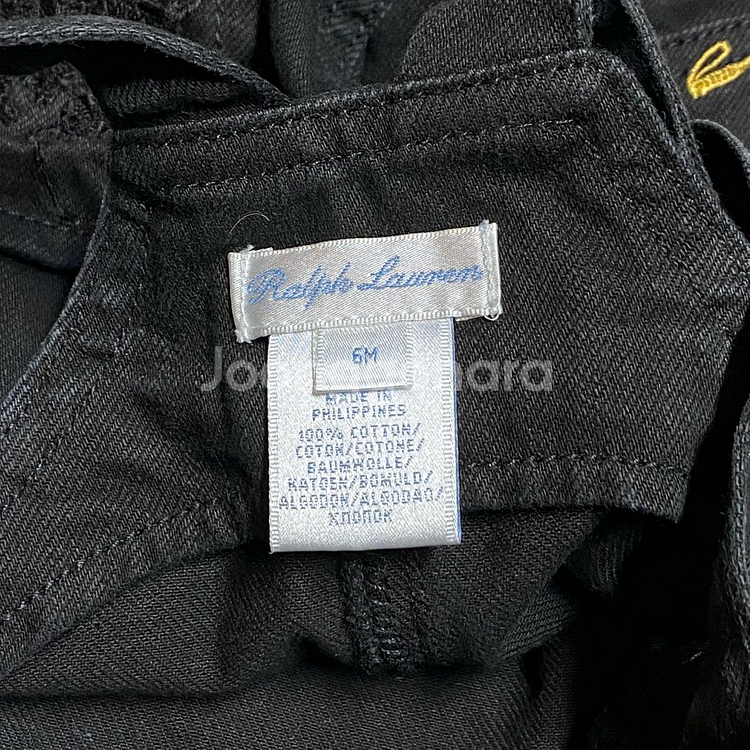 Ralph Lauren
6M
MADE IN
PHILIPPINES
100% COTTON/
COTON/COTONE/
BAUMWOLLE/
KATOEN/BOMULD/
ALGODON/ALGODAO/
ХЛОПОК